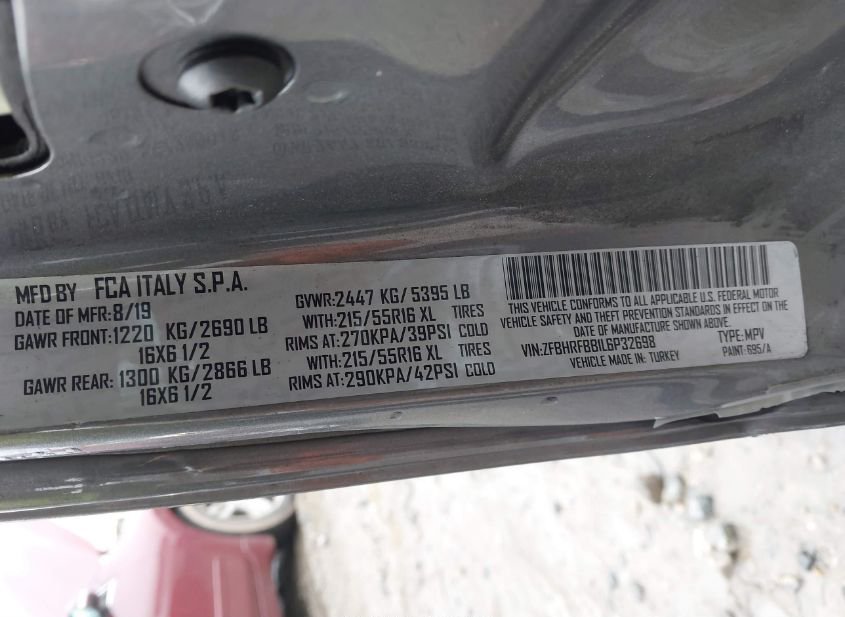 MFD BY FCA ITALY S.P.A.
DATE OF MFR: 8/19
GAWR FRONT: 1220 KG/2690 LB
16X6 1/2
GAWR REAR: 1300 KG/2866 LB
16X6 1/2
GVWR: 2447 KG/ 5395 LB
WITH: 215/55R16 XL TIRES
RIMS AT: 270KPA/39PSI COLD
WITH: 215/55R16 XL TIRES
RIMS AT: 290KPA/42PSI COLD
THIS VEHICLE CONFORMS TO ALL APPLICABLE U.S. FEDERAL MOTOR
VEHICLE SAFETY AND THEFT PREVENTION STANDARDS IN EFFECT ON THE
DATE OF MANUFACTURE SHOWN ABOVE.
VIN: ZFBHRFBB1L6P32698 TYPE: MPV
VEHICLE MADE IN: TURKEY PAINT: 695/A